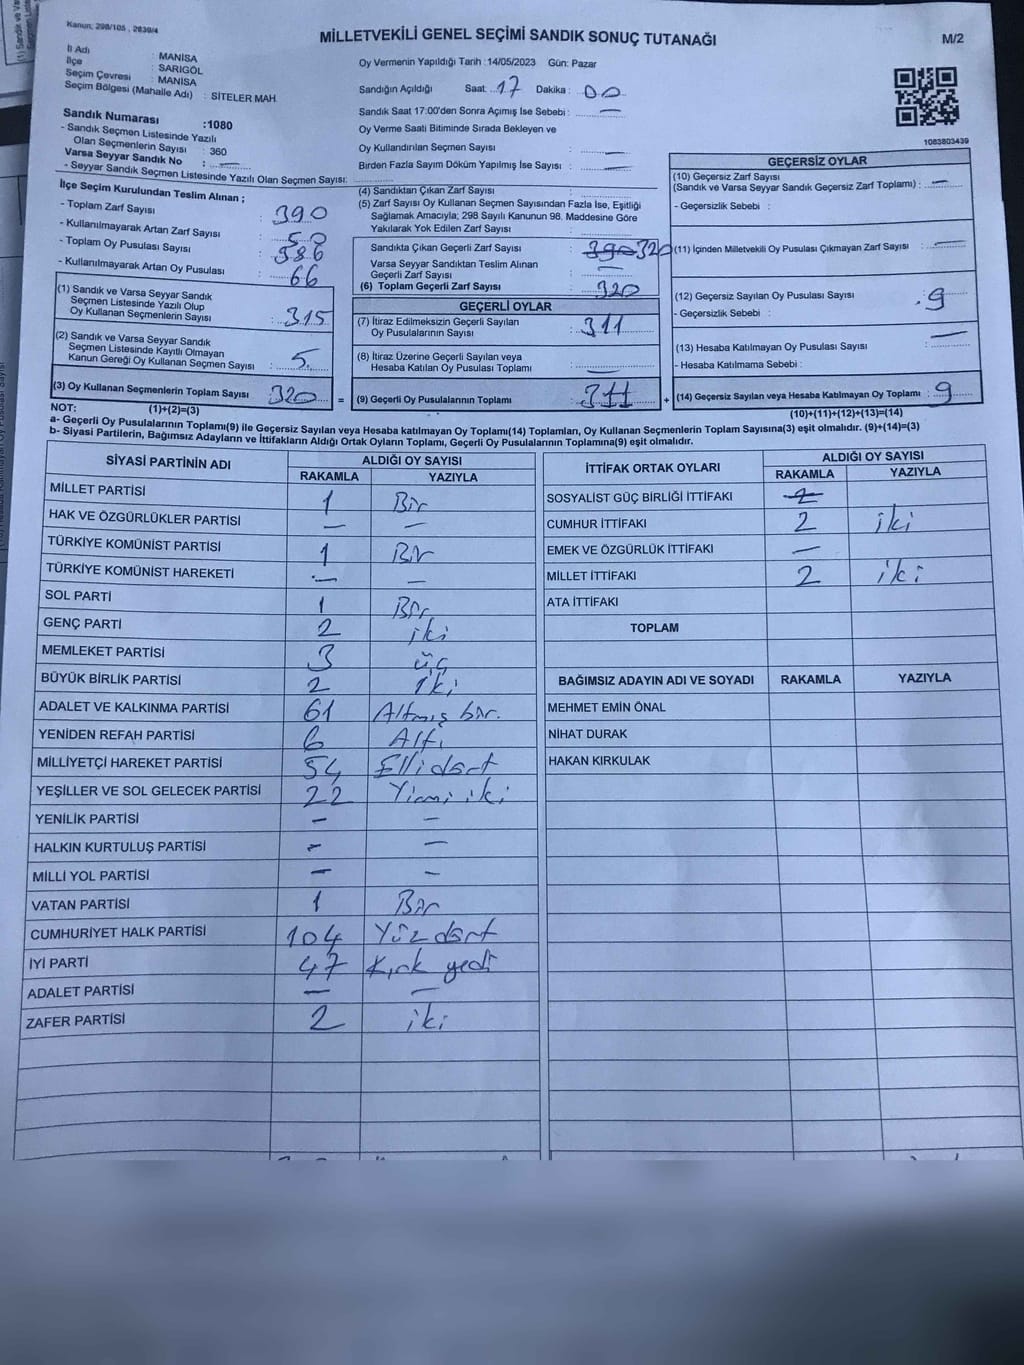 Kanun; 298/105 , 2839/4
MİLLETVEKİLİ GENEL SEÇİMİ SANDIK SONUÇ TUTANAĞI
M/2
İl Adı : MANİSA
İlçe : SARIGÖL
Seçim Çevresi : MANİSA
Seçim Bölgesi (Mahalle Adı) : SİTELER MAH.
Oy Vermenin Yapıldığı Tarih : 14/05/2023 Gün: Pazar
Sandığın Açıldığı Saat: 17 Dakika : 00
Sandık Saat 17:00'den Sonra Açımış İse Sebebi : —
Oy Verme Saati Bitiminde Sırada Bekleyen ve
Oy Kullandırılan Seçmen Sayısı : —
Birden Fazla Sayım Döküm Yapılmış İse Sayısı : —
1083803439
Sandık Numarası :1080
- Sandık Seçmen Listesinde Yazılı
Olan Seçmenlerin Sayısı : 360
Varsa Seyyar Sandık No : —
- Seyyar Sandık Seçmen Listesinde Yazılı Olan Seçmen Sayısı:
İlçe Seçim Kurulundan Teslim Alınan ;
- Toplam Zarf Sayısı : 390
- Kullanılmayarak Artan Zarf Sayısı :
- Toplam Oy Pusulası Sayısı : 386
- Kullanılmayarak Artan Oy Pusulası : 66
(1) Sandık ve Varsa Seyyar Sandık
Seçmen Listesinde Yazılı Olup
Oy Kullanan Seçmenlerin Sayısı : 315
(2) Sandık ve Varsa Seyyar Sandık
Seçmen Listesinde Kayıtlı Olmayan
Kanun Gereği Oy Kullanan Seçmen Sayısı : 5
(3) Oy Kullanan Seçmenlerin Toplam Sayısı 320 =
(4) Sandıktan Çıkan Zarf Sayısı :
(5) Zarf Sayısı Oy Kullanan Seçmen Sayısından Fazla İse, Eşitliği
Sağlamak Amacıyla; 298 Sayılı Kanunun 98. Maddesine Göre
Yakılarak Yok Edilen Zarf Sayısı :
Sandıkta Çıkan Geçerli Zarf Sayısı : 390 320
Varsa Seyyar Sandıktan Teslim Alınan
Geçerli Zarf Sayısı : —
(6) Toplam Geçerli Zarf Sayısı : 320
GEÇERLİ OYLAR
(7) İtiraz Edilmeksizin Geçerli Sayılan
Oy Pusulalarının Sayısı : 311
(8) İtiraz Üzerine Geçerli Sayılan veya
Hesaba Katılan Oy Pusulaları Toplamı : —
(9) Geçerli Oy Pusulalarının Toplamı : 311 +
GEÇERSİZ OYLAR
(10) Geçersiz Zarf Sayısı
(Sandık ve Varsa Seyyar Sandık Geçersiz Zarf Toplamı) : —
- Geçersizlik Sebebi :
(11) İçinden Milletvekili Oy Pusulası Çıkmayan Zarf Sayısı : —
(12) Geçersiz Sayılan Oy Pusulası Sayısı : 9
- Geçersizlik Sebebi :
(13) Hesaba Katılmayan Oy Pusulası Sayısı : —
- Hesaba Katılmama Sebebi :
(14) Geçersiz Sayılan veya Hesaba Katılmayan Oy Toplamı : 9
NOT: (1)+(2)=(3)
(10)+(11)+(12)+(13)=(14)
a- Geçerli Oy Pusulalarının Toplamı(9) ile Geçersiz Sayılan veya Hesaba katılmayan Oy Toplamı(14) Toplamları, Oy Kullanan Seçmenlerin Toplam Sayısına(3) eşit olmalıdır. (9)+(14)=(3)
b- Siyasi Partilerin, Bağımsız Adayların ve İttifakların Aldığı Ortak Oyların Toplamı, Geçerli Oy Pusulalarının Toplamına(9) eşit olmalıdır.
SİYASİ PARTİNİN ADI ALDIĞI OY SAYISI
RAKAMLA YAZIYLA
MİLLET PARTİSİ 1 Bir
HAK VE ÖZGÜRLÜKLER PARTİSİ — —
TÜRKİYE KOMÜNİST PARTİSİ 1 Bir
TÜRKİYE KOMÜNİST HAREKETİ — —
SOL PARTİ 1 Bir
GENÇ PARTİ 2 iki
MEMLEKET PARTİSİ 3 üç
BÜYÜK BİRLİK PARTİSİ 2 iki
ADALET VE KALKINMA PARTİSİ 61 Altmış bir.
YENİDEN REFAH PARTİSİ 6 Altı
MİLLİYETÇİ HAREKET PARTİSİ 54 Elli dört
YEŞİLLER VE SOL GELECEK PARTİSİ 22 Yirmi iki
YENİLİK PARTİSİ — —
HALKIN KURTULUŞ PARTİSİ — —
MİLLİ YOL PARTİSİ — —
VATAN PARTİSİ 1 Bir
CUMHURİYET HALK PARTİSİ 104 Yüz dört
İYİ PARTİ 47 Kırk yedi
ADALET PARTİSİ — —
ZAFER PARTİSİ 2 iki
İTTİFAK ORTAK OYLARI ALDIĞI OY SAYISI
RAKAMLA YAZIYLA
SOSYALİST GÜÇ BİRLİĞİ İTTİFAKI 2
CUMHUR İTTİFAKI 2 iki
EMEK VE ÖZGÜRLÜK İTTİFAKI —
MİLLET İTTİFAKI 2 iki
ATA İTTİFAKI
TOPLAM
BAĞIMSIZ ADAYIN ADI VE SOYADI RAKAMLA YAZIYLA
MEHMET EMİN ÖNAL
NİHAT DURAK
HAKAN KIRKULAK